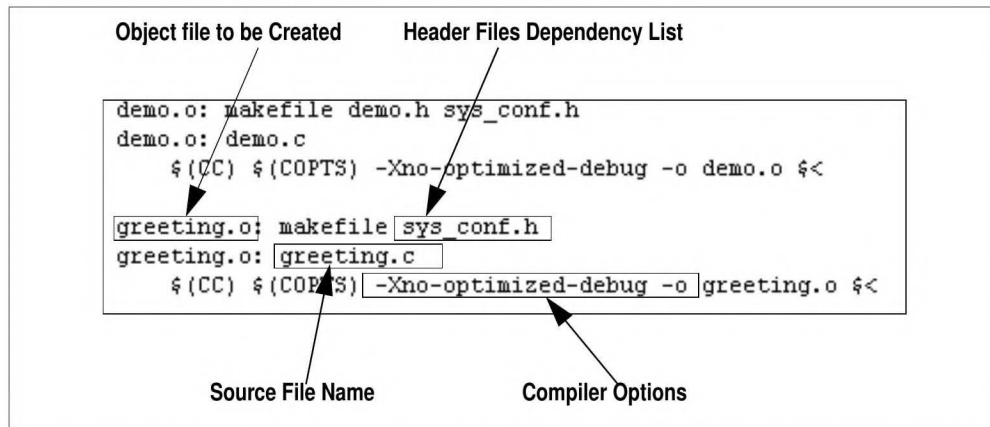 Object file to be Created
Header Files Dependency List
demo.o: makefile demo.h sys_conf.h
demo.o: demo.c
$(CC) $(COPTS) -Xno-optimized-debug -o demo.o $<
greeting.o: makefile sys_conf.h
greeting.o: greeting.c
$(CC) $(COPTS) -Xno-optimized-debug -o greeting.o $<
Source File Name
Compiler Options